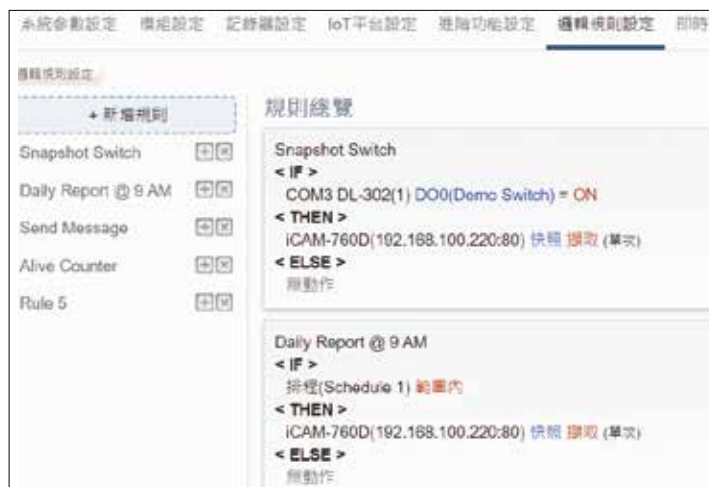 系統參數設定 模組設定 記錄器設定 IoT平台設定 進階功能設定 邏輯規則設定 即時
邏輯規則設定
+ 新增規則
規則總覽
Snapshot Switch
Daily Report @ 9 AM
Send Message
Alive Counter
Rule 5
Snapshot Switch
< IF >
COM3 DL-302(1) DO0(Demo Switch) = ON
< THEN >
iCAM-760D(192.168.100.220:80) 快照 擷取 (單次)
< ELSE >
無動作
Daily Report @ 9 AM
< IF >
排程(Schedule 1) 範圍內
< THEN >
iCAM-760D(192.168.100.220:80) 快照 擷取 (單次)
< ELSE >
無動作